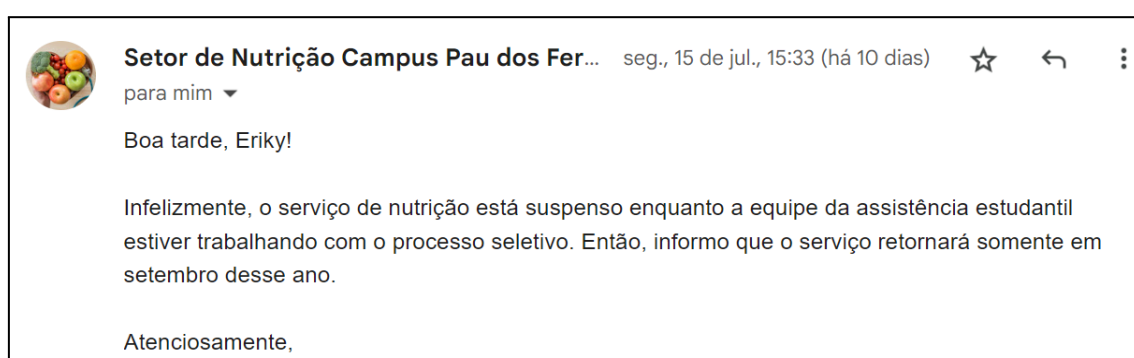 Setor de Nutrição Campus Pau dos Fer... seg., 15 de jul., 15:33 (há 10 dias)
para mim
Boa tarde, Eriky!
Infelizmente, o serviço de nutrição está suspenso enquanto a equipe da assistência estudantil
estiver trabalhando com o processo seletivo. Então, informo que o serviço retornará somente em
setembro desse ano.
Atenciosamente,